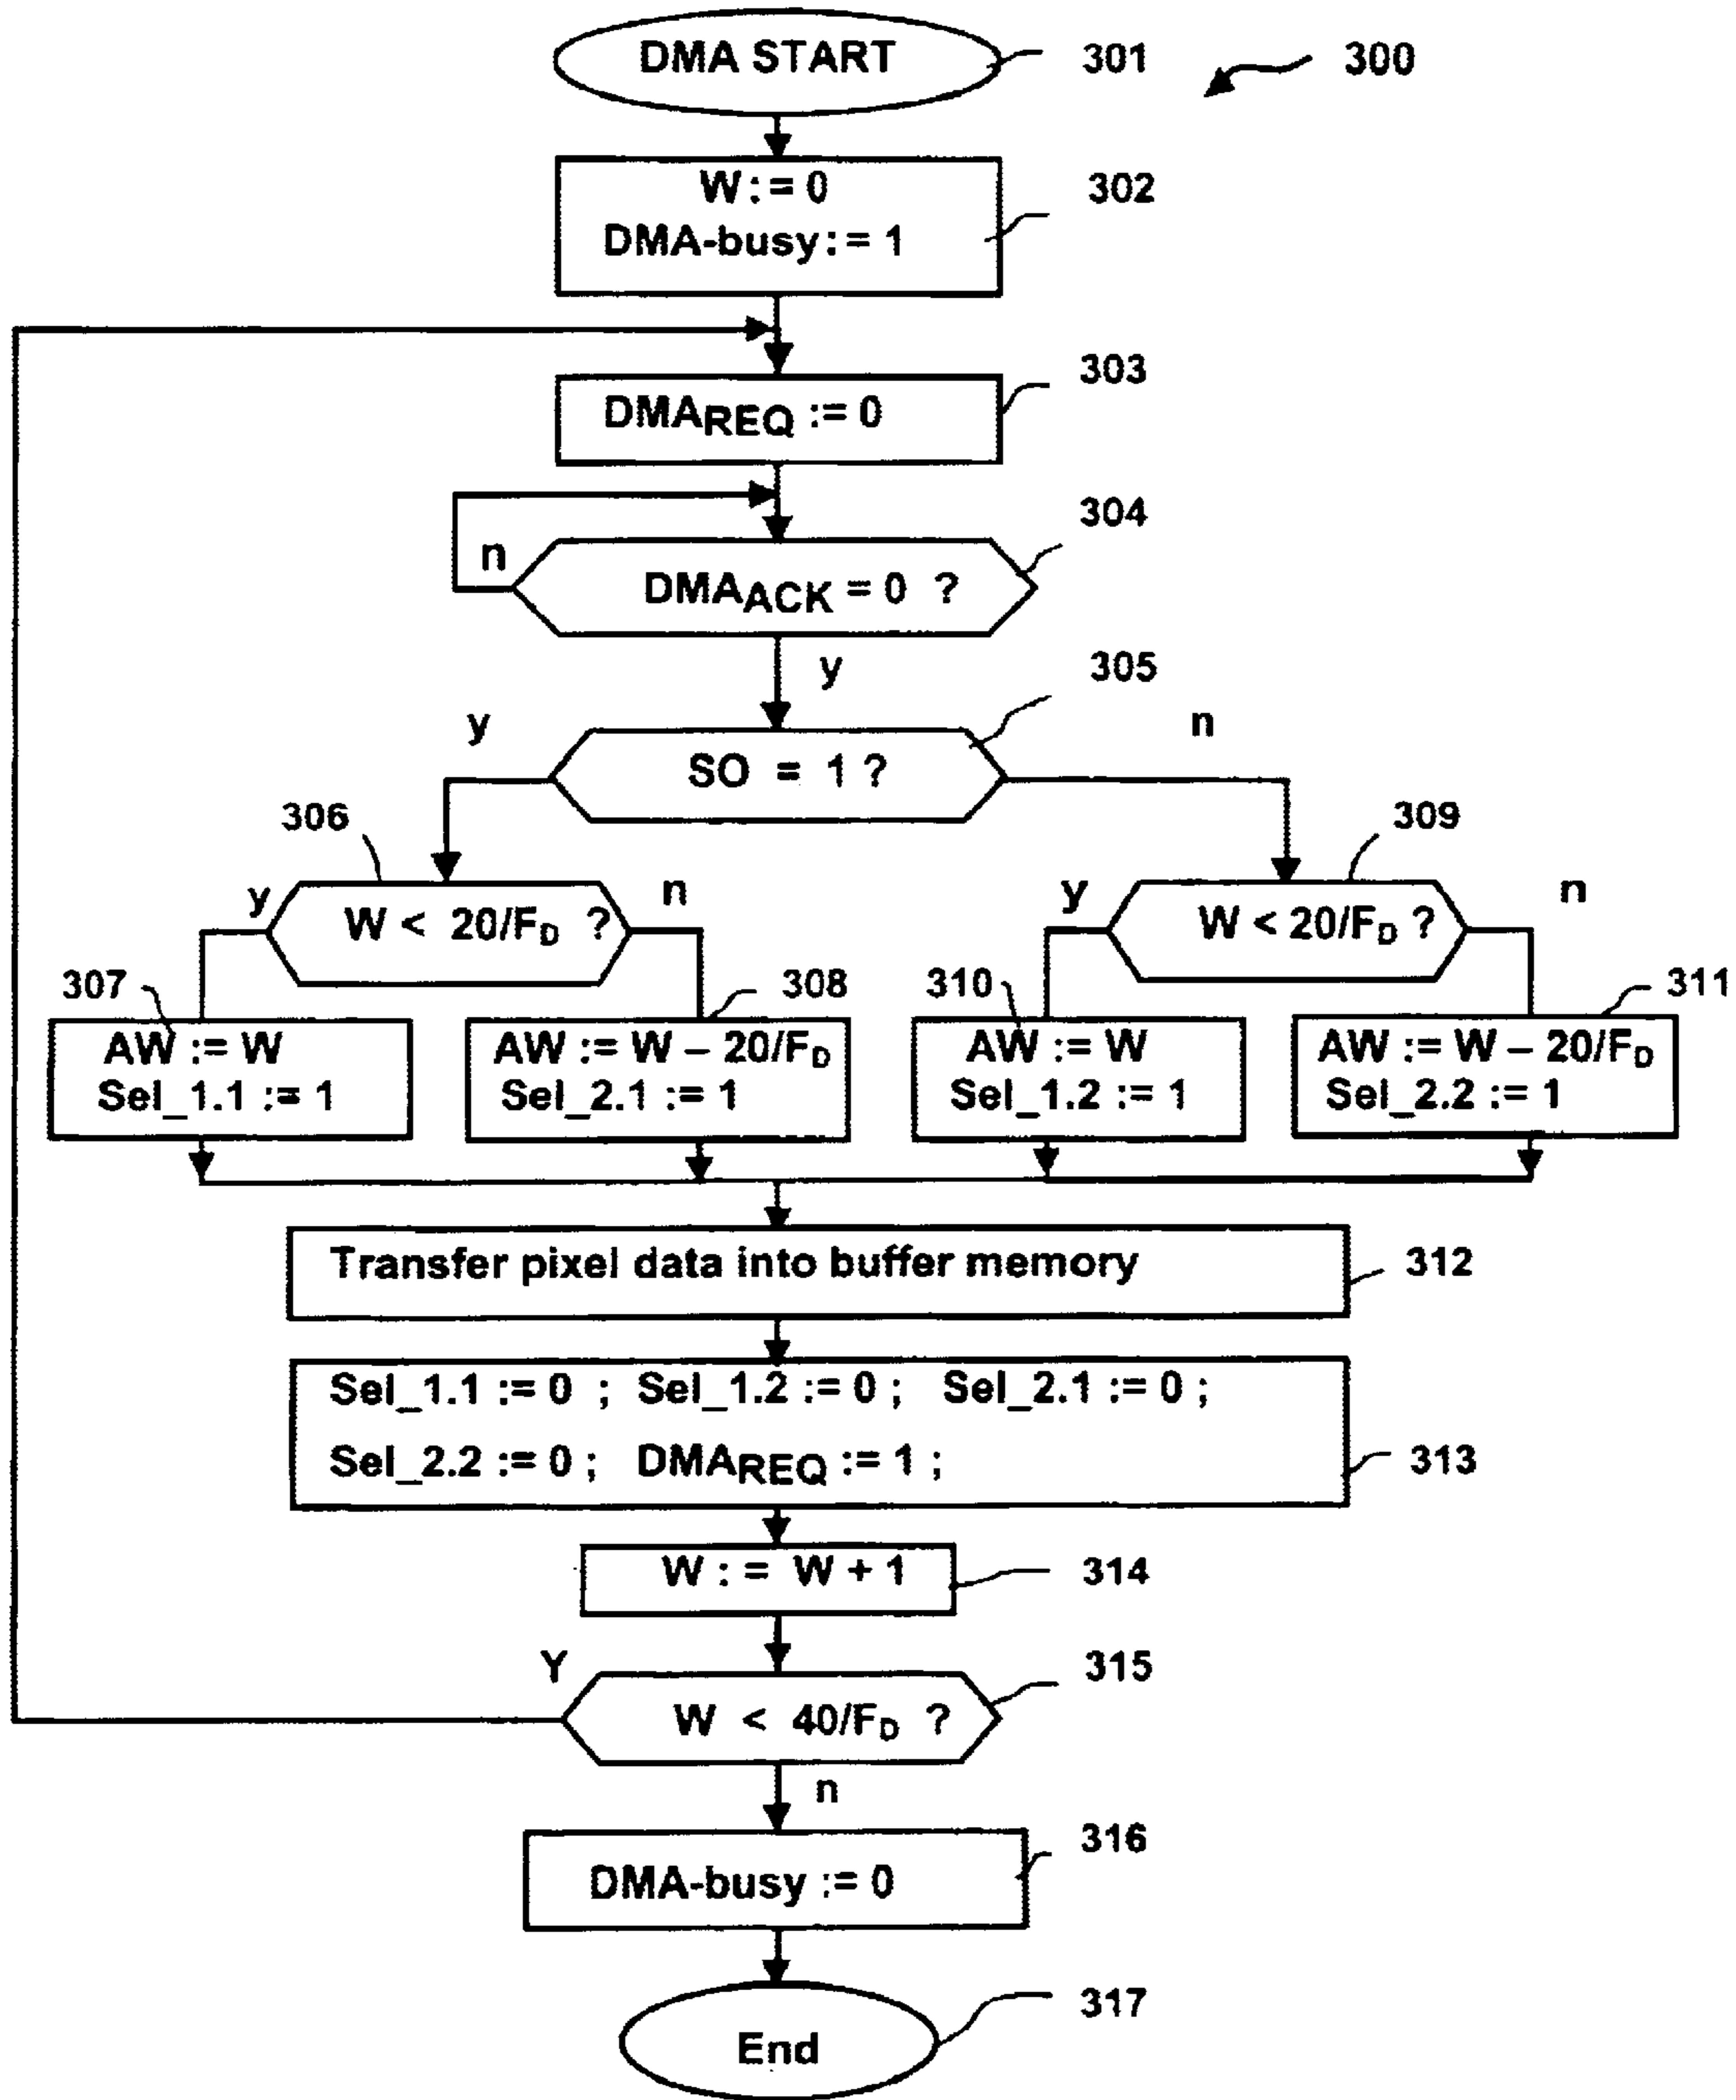 DMA START
301
300
W := 0
302
DMA-busy := 1
303
DMAREQ := 0
304
n
DMAACK = 0 ?
y
305
y
n
SO = 1 ?
306
309
y
W < 20/FD ?
n
y
W < 20/FD ?
n
307
308
310
311
AW := W
Sel_1.1 := 1
AW := W – 20/FD
Sel_2.1 := 1
AW := W
Sel_1.2 := 1
AW := W – 20/FD
Sel_2.2 := 1
Transfer pixel data into buffer memory
312
Sel_1.1 := 0 ; Sel_1.2 := 0 ; Sel_2.1 := 0 ;
Sel_2.2 := 0 ; DMAREQ := 1 ;
313
W := W + 1
314
Y
315
W < 40/FD ?
n
316
DMA-busy := 0
317
End